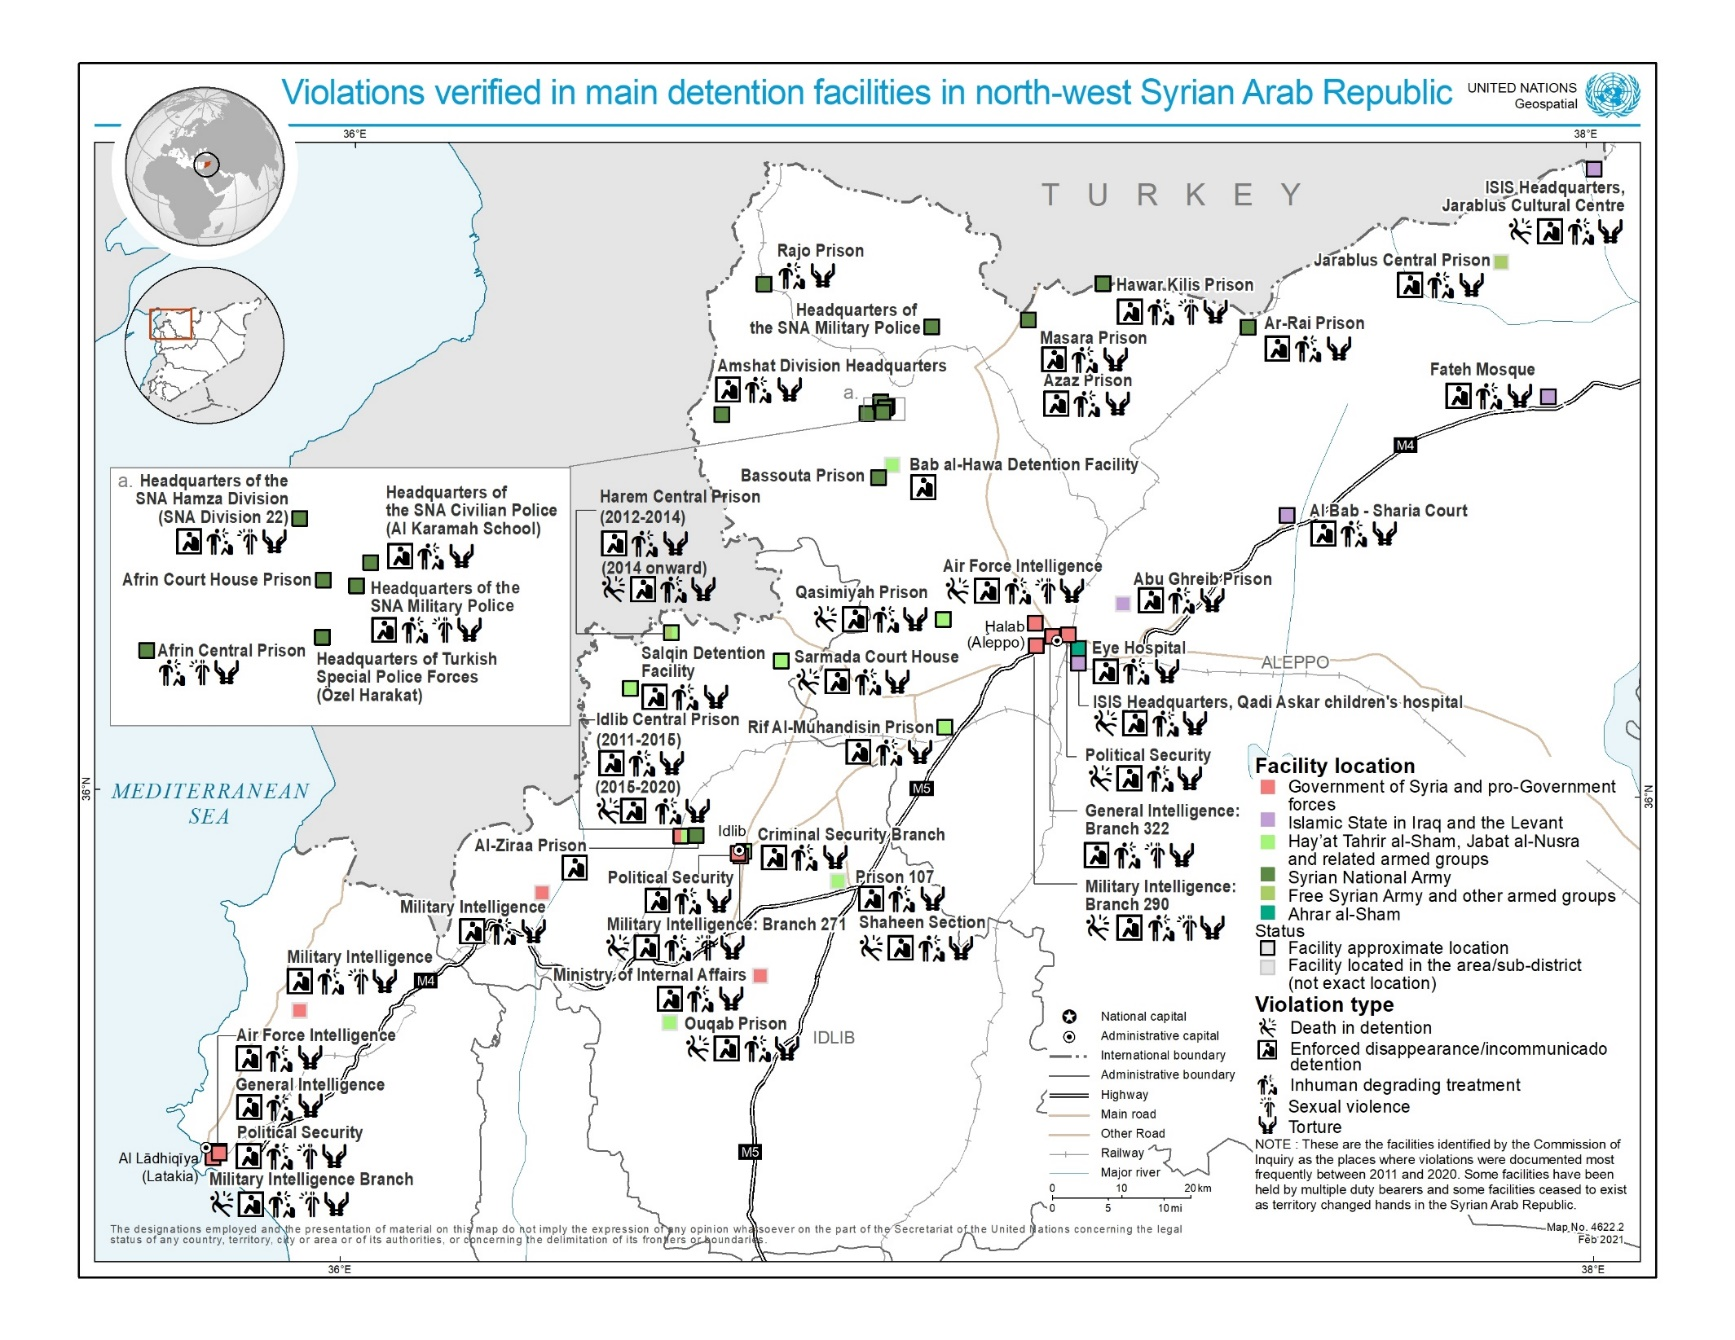 Violations verified in main detention facilities in north-west Syrian Arab Republic
UNITED NATIONS
Geospatial
36°E
38°E
TURKEY
ISIS Headquarters,
Jarablus Cultural Centre
Jarablus Central Prison
Rajo Prison
Hawar Kilis Prison
Headquarters of
the SNA Military Police
Masara Prison
Ar-Rai Prison
Amshat Division Headquarters
Azaz Prison
Fateh Mosque
a.
M4
Bassouta Prison
Bab al-Hawa Detention Facility
a. Headquarters of the
SNA Hamza Division
(SNA Division 22)
Headquarters of
the SNA Civilian Police
(Al Karamah School)
Afrin Court House Prison
Headquarters of the
SNA Military Police
Afrin Central Prison
Headquarters of Turkish
Special Police Forces
(Özel Harakat)
Harem Central Prison
(2012-2014)
(2014 onward)
Al Bab - Sharia Court
Air Force Intelligence
Abu Ghreib Prison
Qasimiyah Prison
Halab
(Aleppo)
Eye Hospital
ALEPPO
Salqin Detention
Facility
Sarmada Court House
ISIS Headquarters, Qadi Askar children's hospital
Idlib Central Prison
(2011-2015)
(2015-2020)
Rif Al-Muhandisin Prison
Political Security
M5
General Intelligence:
Branch 322
Military Intelligence:
Branch 290
36°N
MEDITERRANEAN
SEA
36°N
Al-Ziraa Prison
Idlib
Criminal Security Branch
Political Security
Prison 107
Military Intelligence
Military Intelligence: Branch 271
Shaheen Section
Military Intelligence
M4
Ministry of Internal Affairs
Ouqab Prison
IDLIB
Air Force Intelligence
General Intelligence
Political Security
Al Lādhiqīya
(Latakia)
Military Intelligence Branch
M5
Facility location
Government of Syria and pro-Government
forces
Islamic State in Iraq and the Levant
Hay'at Tahrir al-Sham, Jabat al-Nusra
and related armed groups
Syrian National Army
Free Syrian Army and other armed groups
Ahrar al-Sham
Status
Facility approximate location
Facility located in the area/sub-district
(not exact location)
Violation type
Death in detention
Enforced disappearance/incommunicado
detention
Inhuman degrading treatment
Sexual violence
Torture
National capital
Administrative capital
International boundary
Administrative boundary
Highway
Main road
Other Road
Railway
Major river
0 10 20 km
0 5 10 mi
NOTE : These are the facilities identified by the Commission of
Inquiry as the places where violations were documented most
frequently between 2011 and 2020. Some facilities have been
held by multiple duty bearers and some facilities ceased to exist
as territory changed hands in the Syrian Arab Republic.
The designations employed and the presentation of material on this map do not imply the expression of any opinion whatsoever on the part of the Secretariat of the United Nations concerning the legal
status of any country, territory, city or area or of its authorities, or concerning the delimitation of its frontiers or boundaries.
Map No. 4622.2
Feb 2021
36°E
38°E